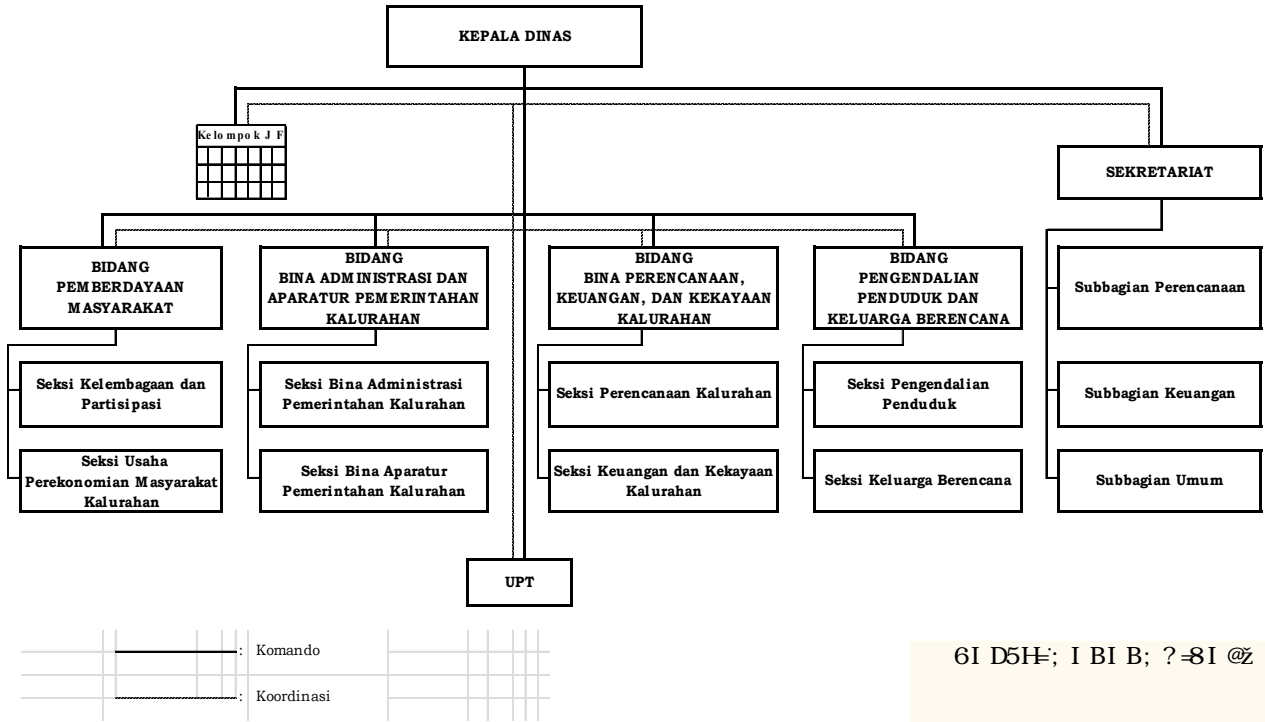 KEPALA DINAS
Kelompok J F
SEKRETARIAT
BIDANG
PEMBERDAYAAN
MASYARAKAT
BIDANG
BINA ADMINISTRASI DAN
APARATUR PEMERINTAHAN
KALURAHAN
BIDANG
BINA PERENCANAAN,
KEUANGAN, DAN KEKAYAAN
KALURAHAN
BIDANG
PENGENDALIAN
PENDUDUK DAN
KELUARGA BERENCANA
Subbagian Perencanaan
Seksi Kelembagaan dan
Partisipasi
Seksi Bina Administrasi
Pemerintahan Kalurahan
Seksi Perencanaan Kalurahan
Seksi Pengendalian
Penduduk
Subbagian Keuangan
Seksi Usaha
Perekonomian Masyarakat
Kalurahan
Seksi Bina Aparatur
Pemerintahan Kalurahan
Seksi Keuangan dan Kekayaan
Kalurahan
Seksi Keluarga Berencana
Subbagian Umum
UPT
: Komando
: Koordinasi